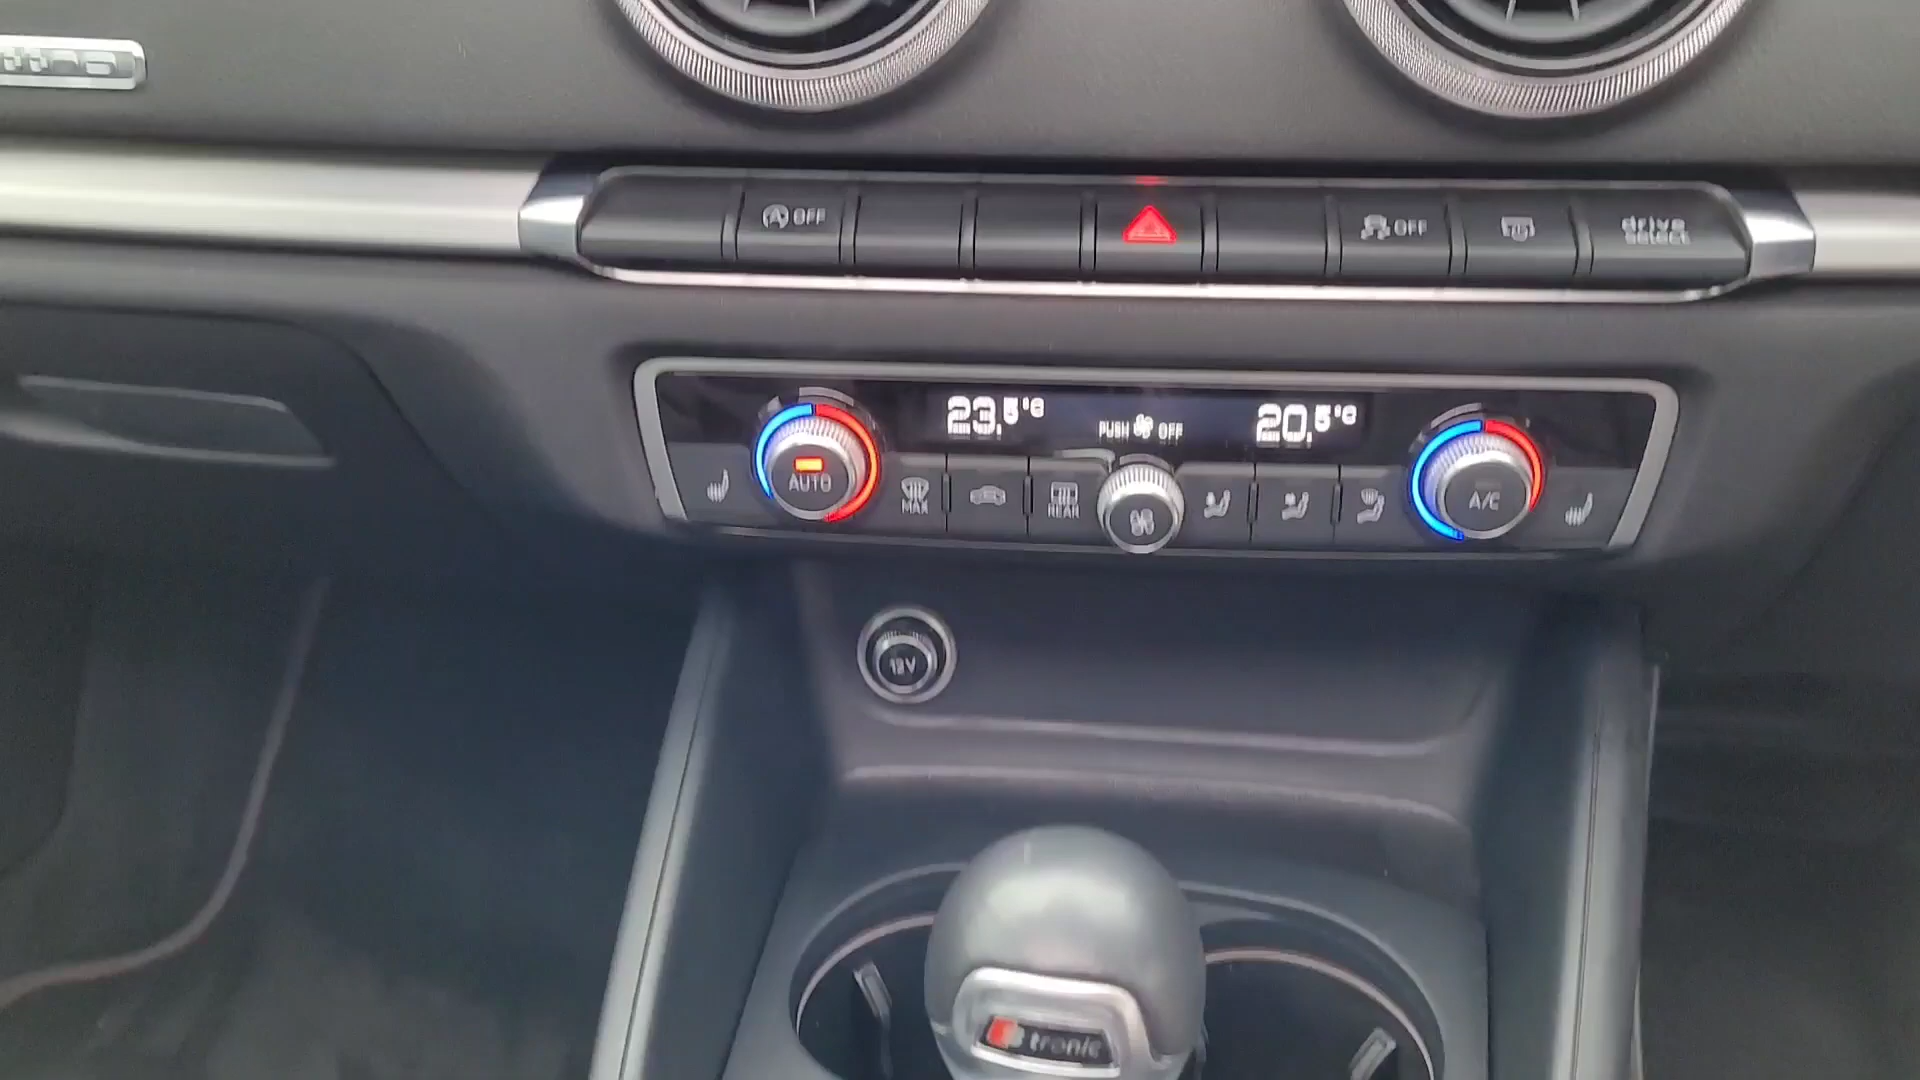 OFF
OFF
drive
SELECT
23,5°C
PUSH OFF
20,5°C
AUTO
MAX
REAR
A/C
12V
S tronic